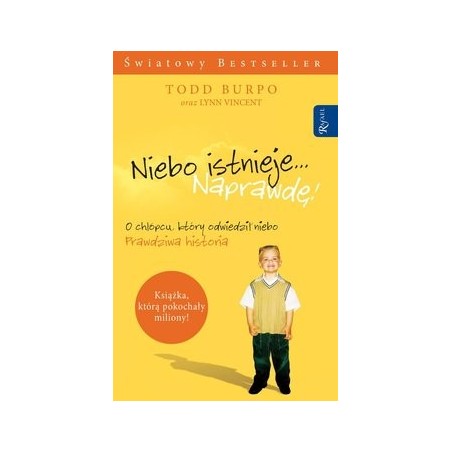 Światowy Bestseller
TODD BURPO
oraz LYNN VINCENT
Rafael
Niebo istnieje...
Naprawdę!
O chłopcu, który odwiedził niebo
Prawdziwa historia
Książka,
którą pokochały
miliony!